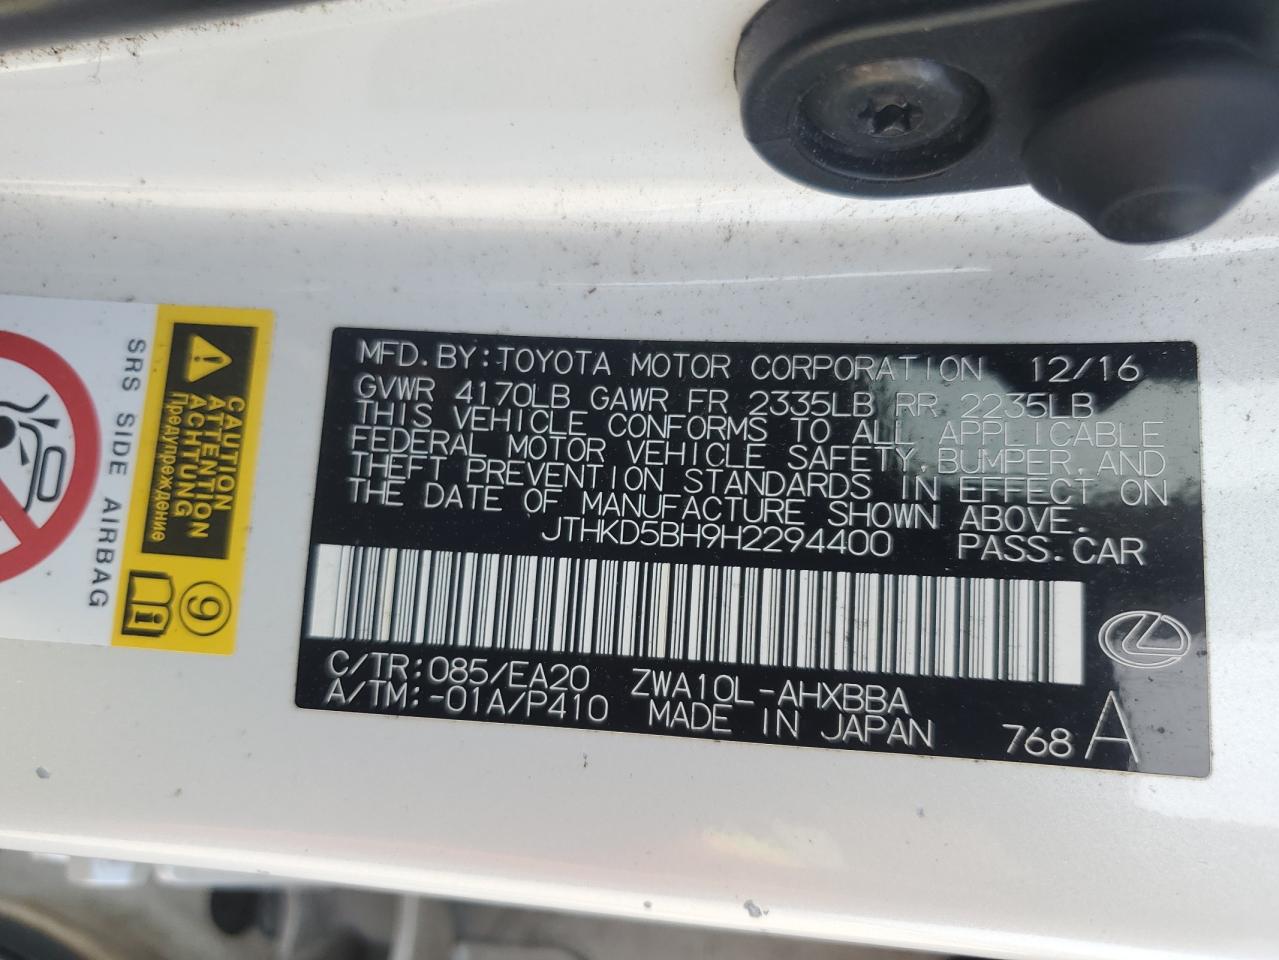 MFD.BY:TOYOTA MOTOR CORPORATION 12/16
GVWR 4170LB GAWR FR 2335LB RR 2235LB
THIS VEHICLE CONFORMS TO ALL APPLICABLE
FEDERAL MOTOR VEHICLE SAFETY,BUMPER,AND
THEFT PREVENTION STANDARDS IN EFFECT ON
THE DATE OF MANUFACTURE SHOWN ABOVE.
JTHKD5BH9H2294400 PASS.CAR
C/TR:085/EA20 ZWA10L-AHXBBA
A/TM:-01A/P410 MADE IN JAPAN 768 A
CAUTION
ATTENTION
ACHTUNG
Предупреждение
9
SRS SIDE AIRBAG